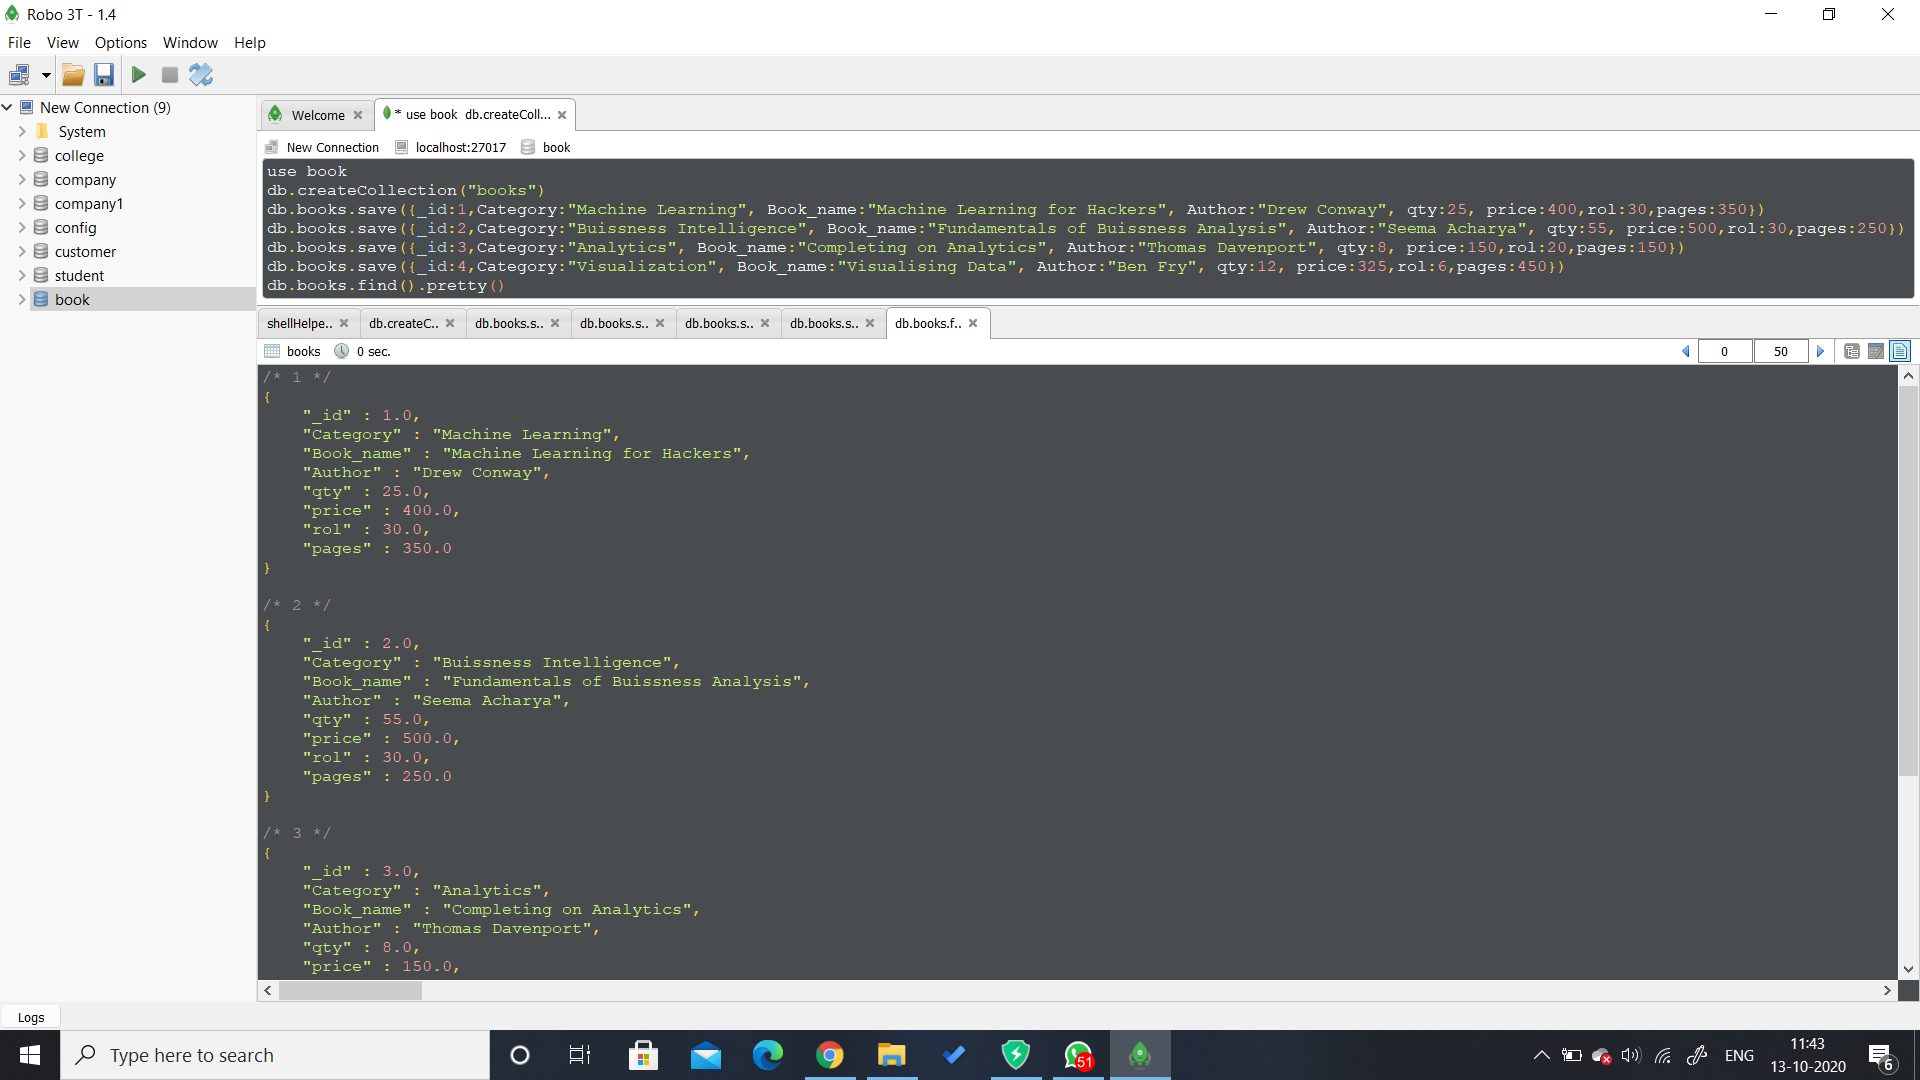 Robo 3T - 1.4
File View Options Window Help
New Connection (9)
System
college
company
company1
config
customer
student
book
Welcome
* use book db.createColl...
New Connection localhost:27017 book
use book
db.createCollection("books")
db.books.save({_id:1,Category:"Machine Learning", Book_name:"Machine Learning for Hackers", Author:"Drew Conway", qty:25, price:400,rol:30,pages:350})
db.books.save({_id:2,Category:"Buissness Intelligence", Book_name:"Fundamentals of Buissness Analysis", Author:"Seema Acharya", qty:55, price:500,rol:30,pages:250})
db.books.save({_id:3,Category:"Analytics", Book_name:"Completing on Analytics", Author:"Thomas Davenport", qty:8, price:150,rol:20,pages:150})
db.books.save({_id:4,Category:"Visualization", Book_name:"Visualising Data", Author:"Ben Fry", qty:12, price:325,rol:6,pages:450})
db.books.find().pretty()
shellHelpe.. db.createC.. db.books.s.. db.books.s.. db.books.s.. db.books.s.. db.books.f..
books 0 sec. 0 50
/* 1 */
{
"_id" : 1.0,
"Category" : "Machine Learning",
"Book_name" : "Machine Learning for Hackers",
"Author" : "Drew Conway",
"qty" : 25.0,
"price" : 400.0,
"rol" : 30.0,
"pages" : 350.0
}
/* 2 */
{
"_id" : 2.0,
"Category" : "Buissness Intelligence",
"Book_name" : "Fundamentals of Buissness Analysis",
"Author" : "Seema Acharya",
"qty" : 55.0,
"price" : 500.0,
"rol" : 30.0,
"pages" : 250.0
}
/* 3 */
{
"_id" : 3.0,
"Category" : "Analytics",
"Book_name" : "Completing on Analytics",
"Author" : "Thomas Davenport",
"qty" : 8.0,
"price" : 150.0,
Logs
Type here to search
51
ENG
11:43
13-10-2020
6